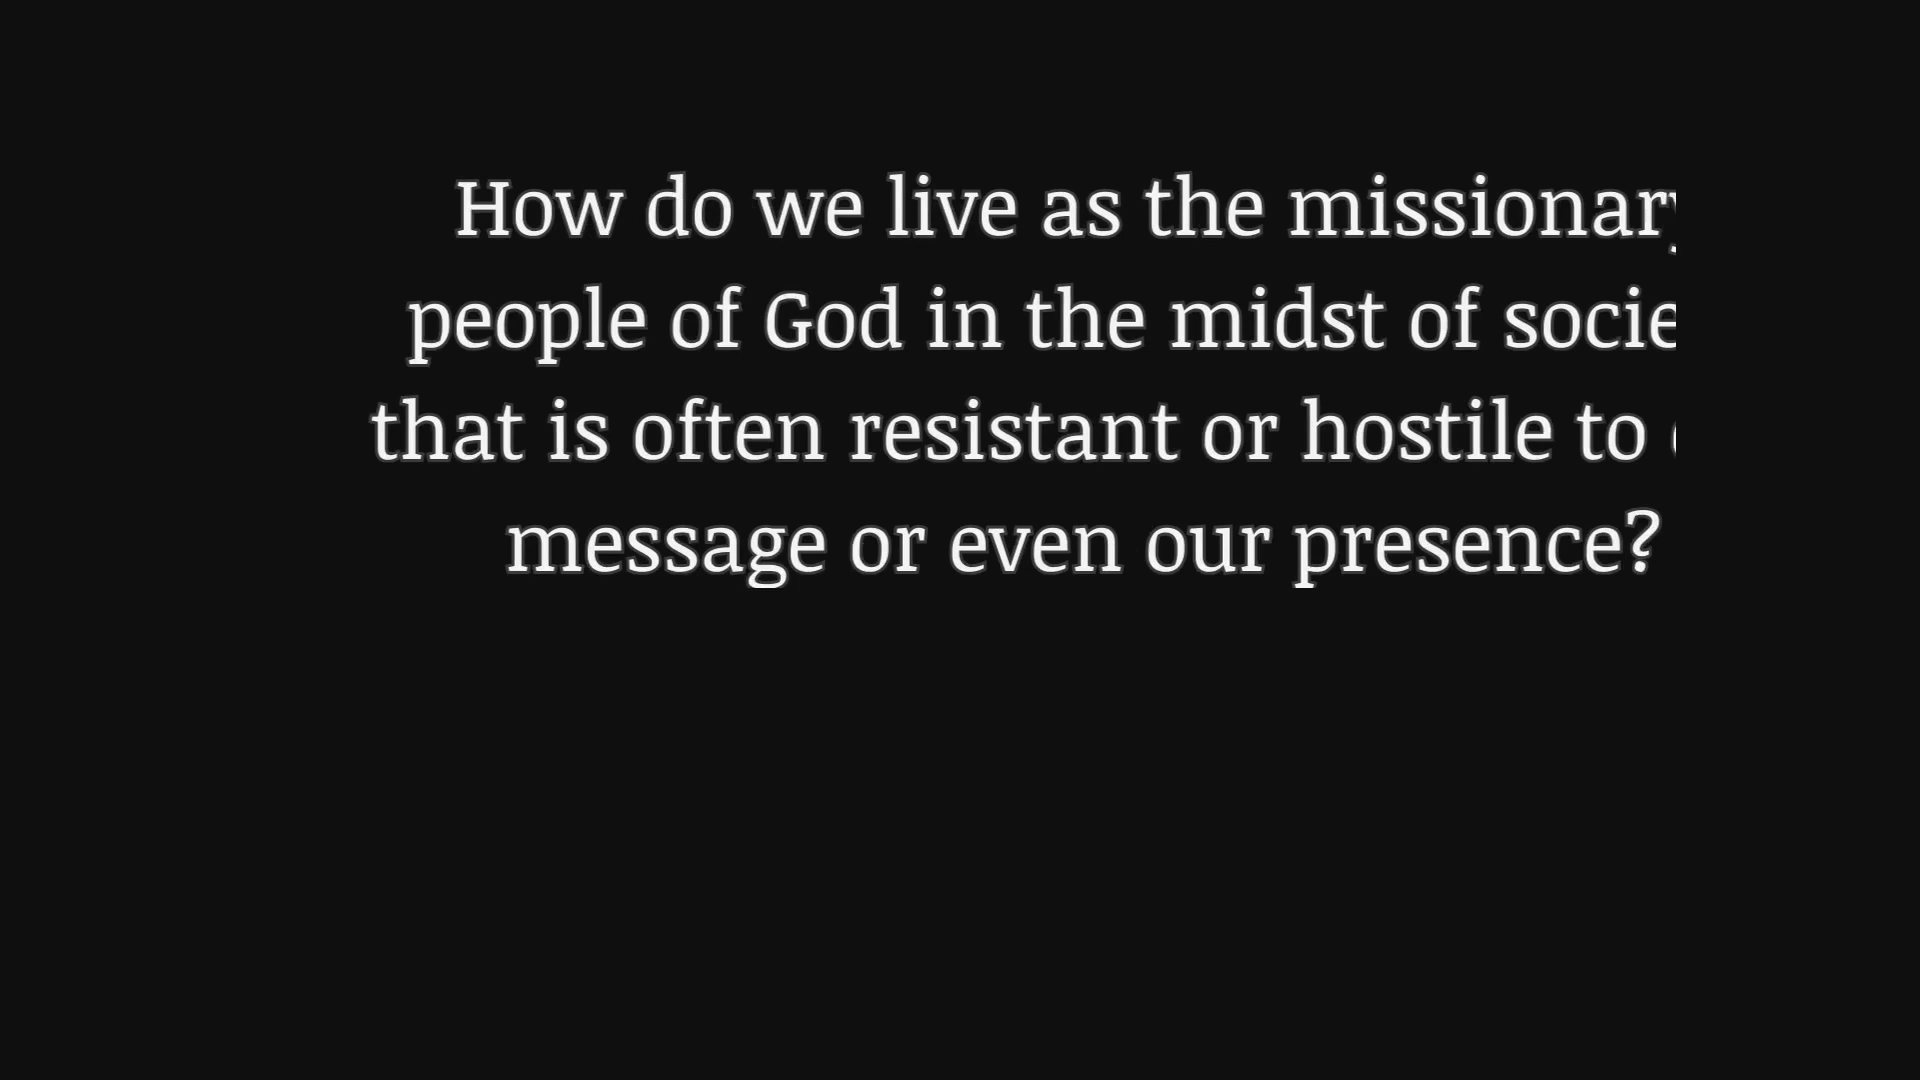 How do we live as the missionary
people of God in the midst of socie
that is often resistant or hostile to
message or even our presence?